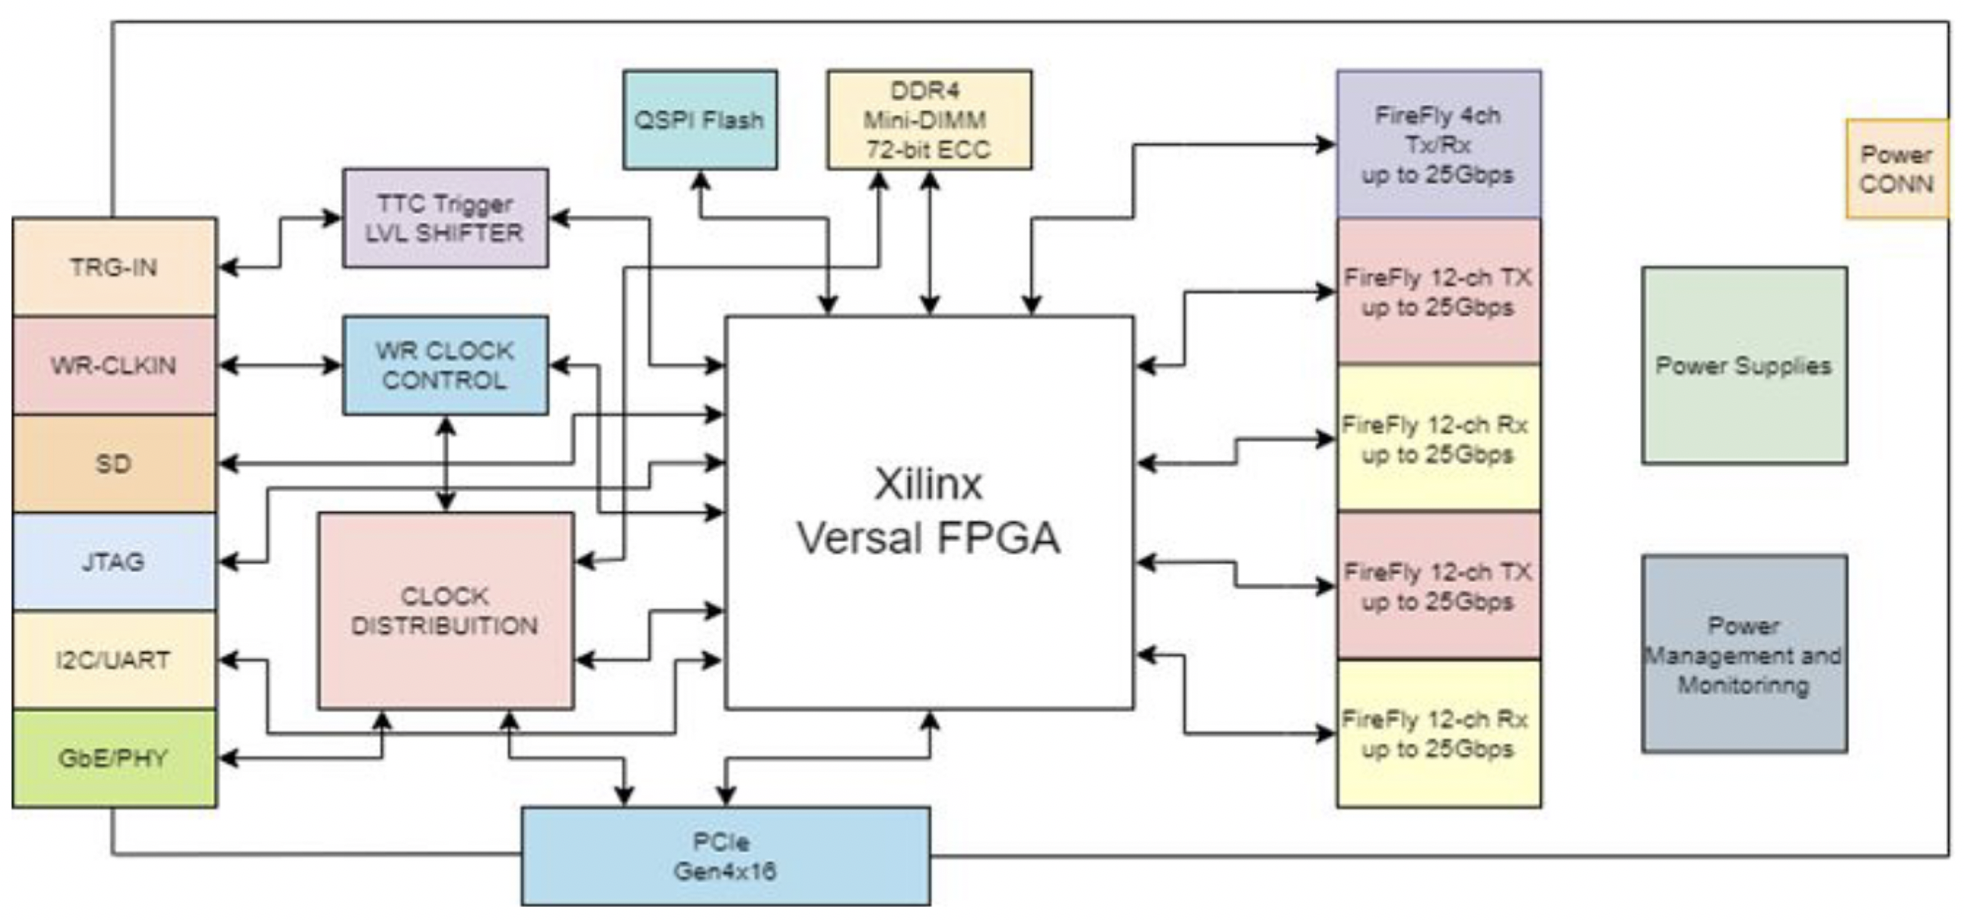 QSPI Flash
DDR4
Mini-DIMM
72-bit ECC
FireFly 4ch
Tx/Rx
up to 25Gbps
Power
CONN
TTC Trigger
LVL SHIFTER
TRG-IN
FireFly 12-ch TX
up to 25Gbps
WR-CLKIN
WR CLOCK
CONTROL
Power Supplies
SD
FireFly 12-ch Rx
up to 25Gbps
Xilinx
Versal FPGA
JTAG
CLOCK
DISTRIBUITION
FireFly 12-ch TX
up to 25Gbps
I2C/UART
Power
Management and
Monitorinng
GbE/PHY
FireFly 12-ch Rx
up to 25Gbps
PCIe
Gen4x16